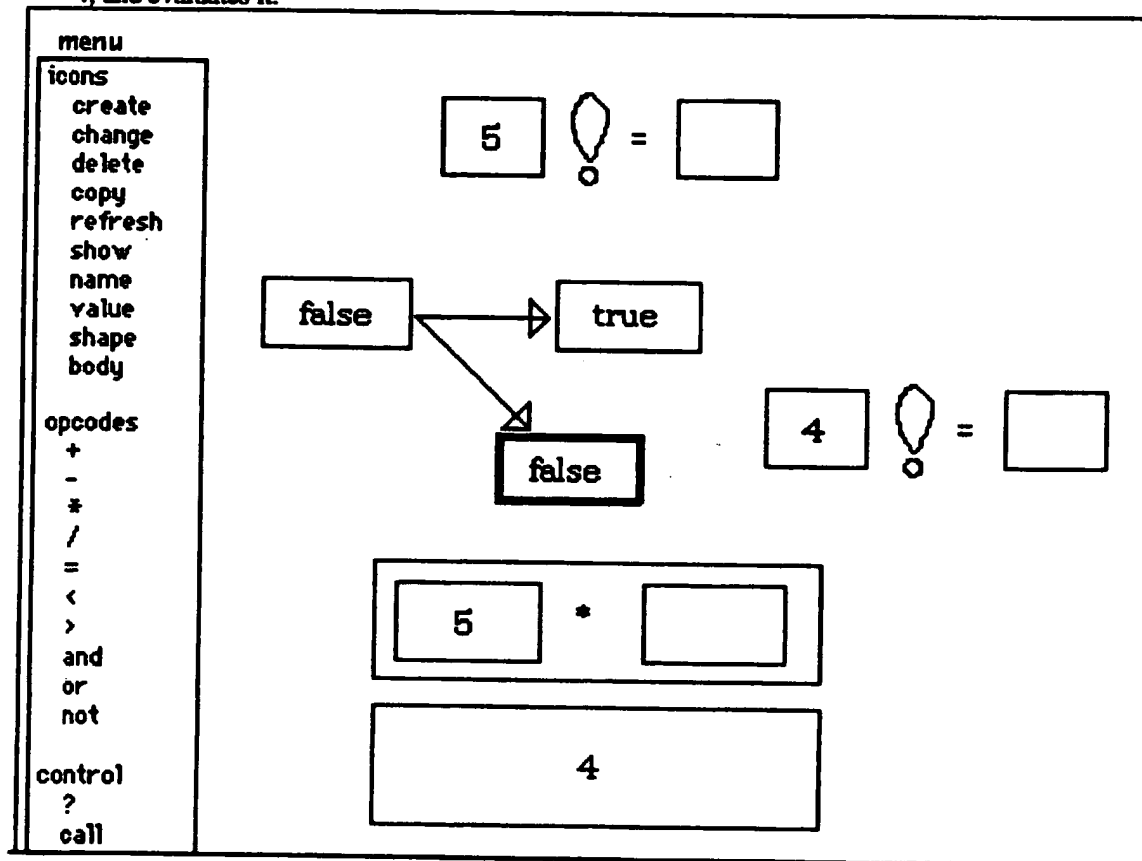 menu
icons
create
change
delete
copy
refresh
show
name
value
shape
body
opcodes
+
-
*
/
=
<
>
and
or
not
control
?
call
5 ! =
false true
false
4 ! =
5 *
4